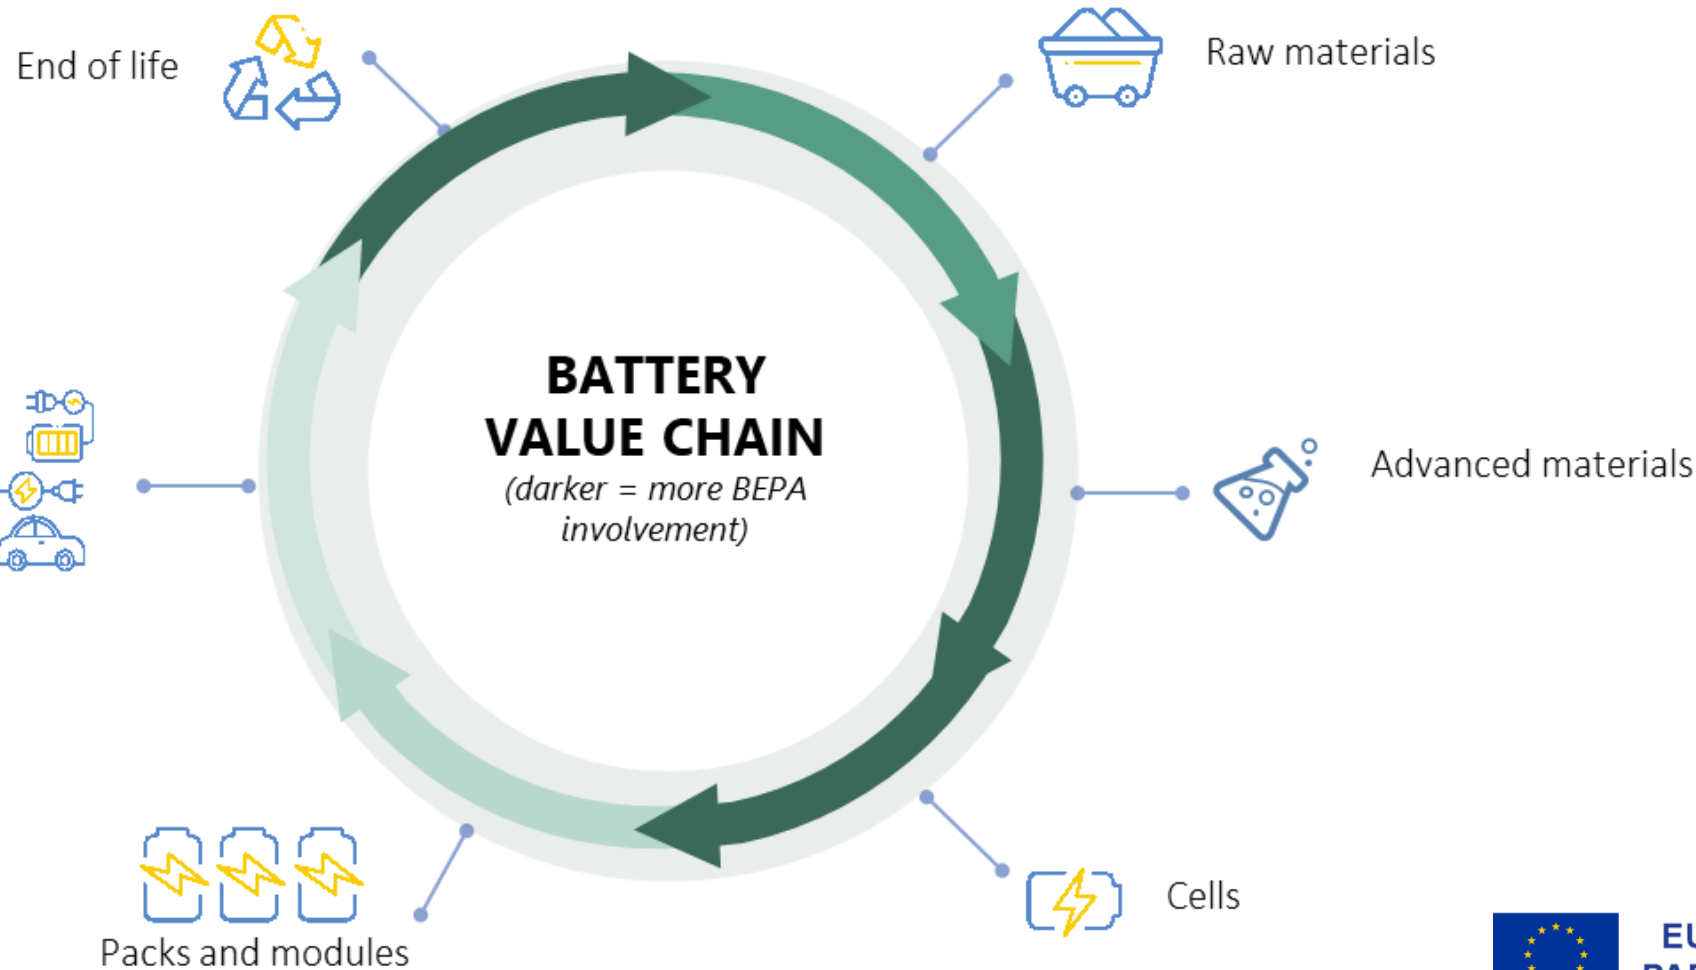 End of life
Raw materials
BATTERY
VALUE CHAIN
(darker = more BEPA
involvement)
Advanced materials
Cells
Packs and modules